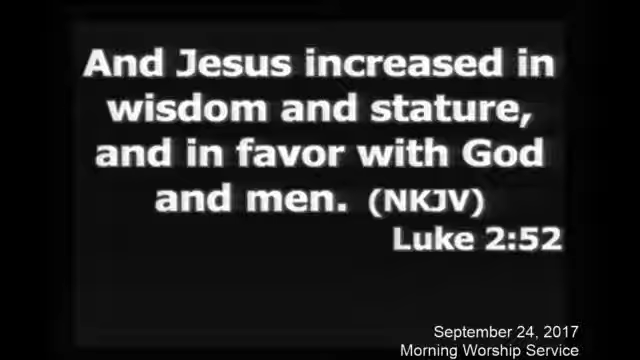 And Jesus increased in
wisdom and stature,
and in favor with God
and men. (NKJV)
Luke 2:52
September 24, 2017
Morning Worship Service